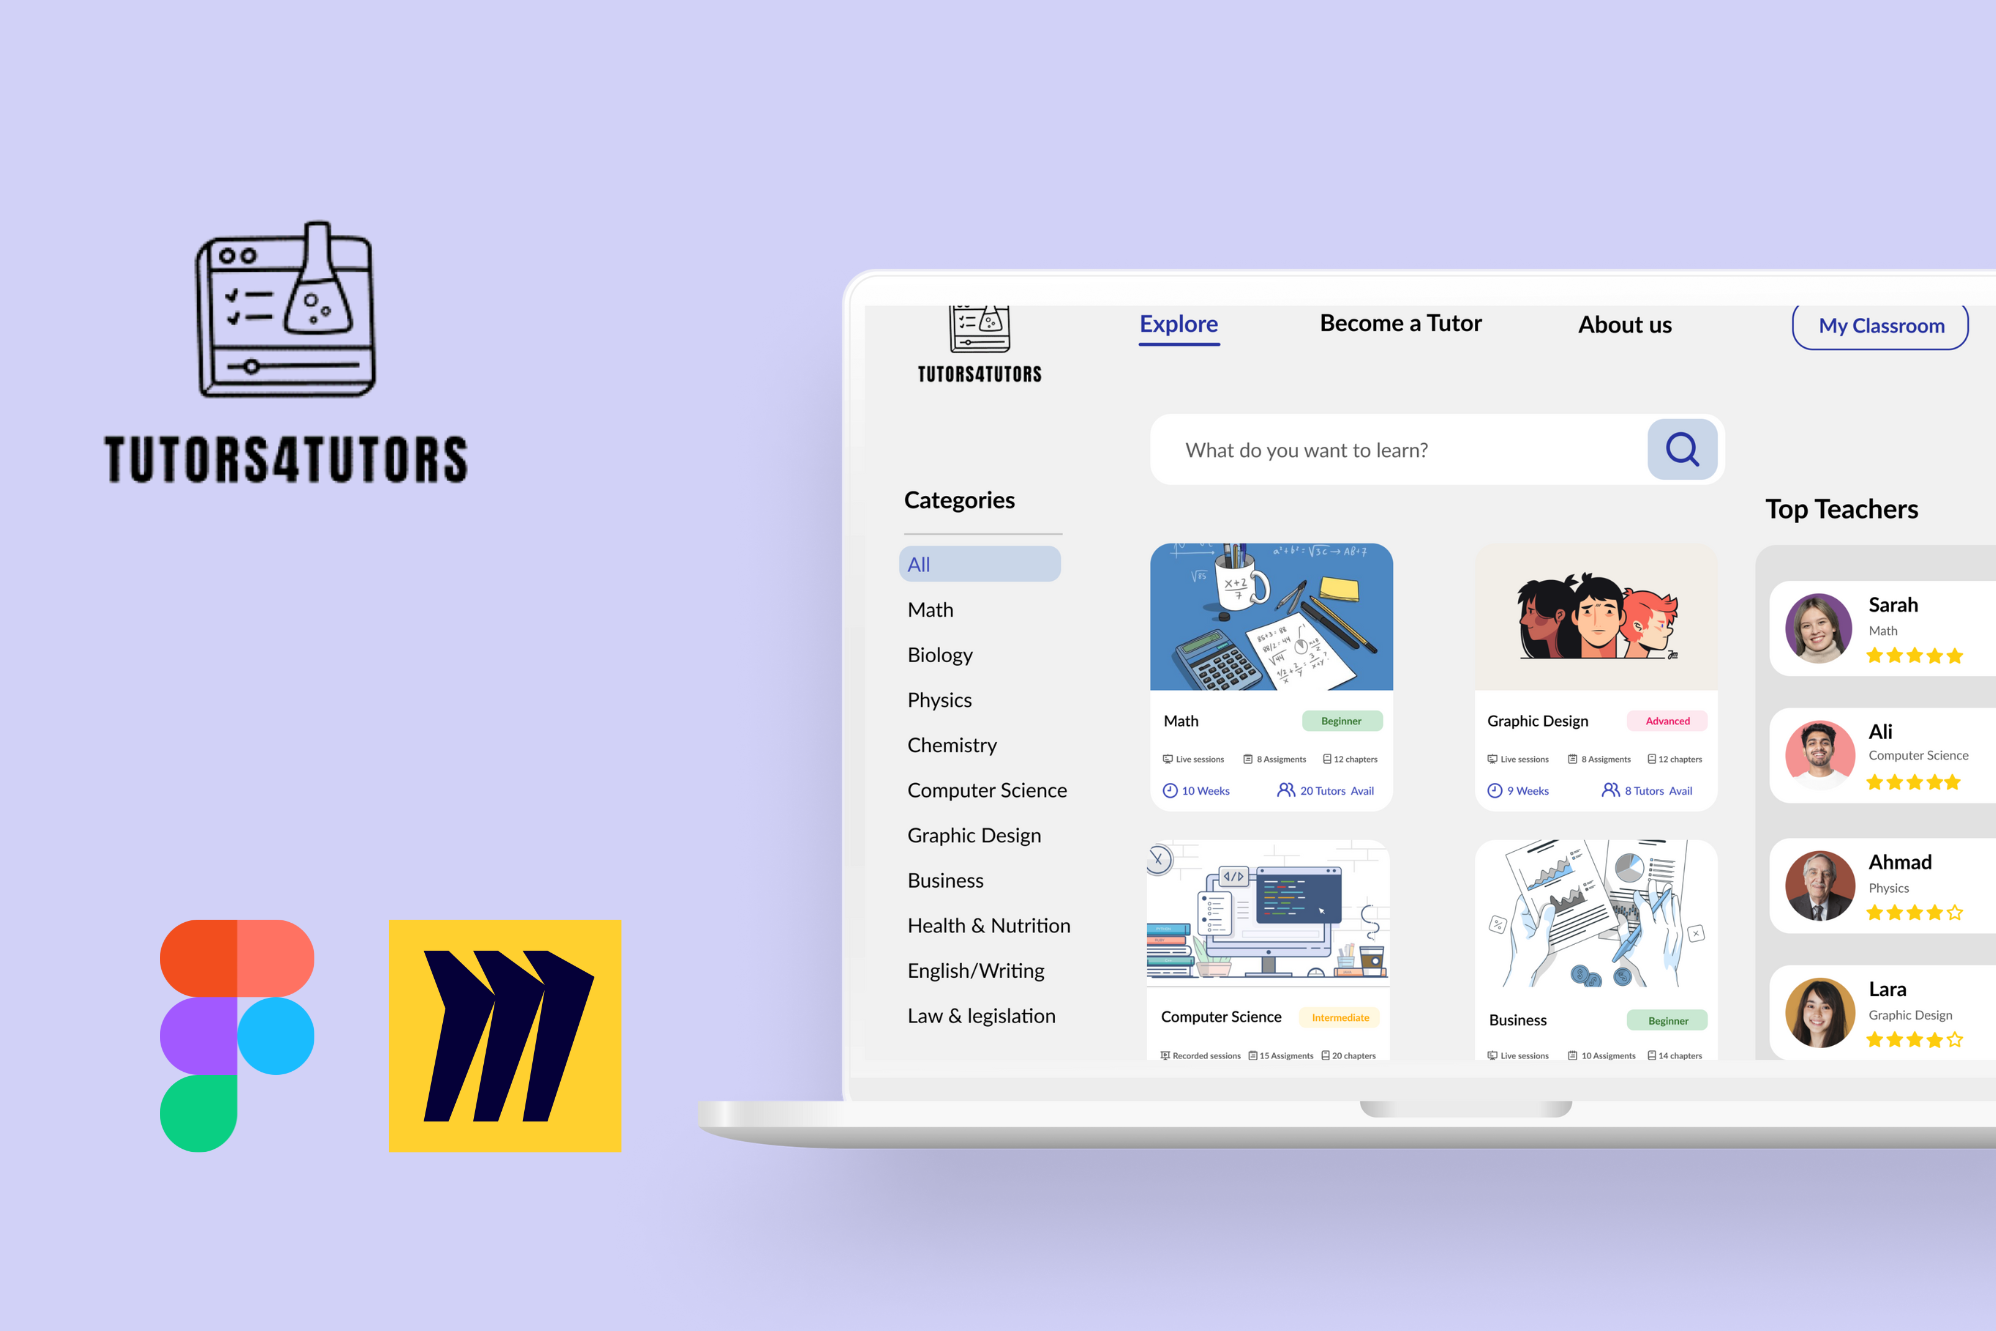 TUTORS4TUTORS
TUTORS4TUTORS
Explore
Become a Tutor
About us
My Classroom
What do you want to learn?
Categories
All
Math
Biology
Physics
Chemistry
Computer Science
Graphic Design
Business
Health & Nutrition
English/Writing
Law & legislation
X+2
7
Math
Beginner
Live sessions
8 Assigments
12 chapters
10 Weeks
20 Tutors Avail
Graphic Design
Advanced
Live sessions
8 Assigments
12 chapters
9 Weeks
8 Tutors Avail
</>
Computer Science
Intermediate
Recorded sessions
15 Assigments
20 chapters
Business
Beginner
Live sessions
10 Assigments
14 chapters
Top Teachers
Sarah
Math
Ali
Computer Science
Ahmad
Physics
Lara
Graphic Design